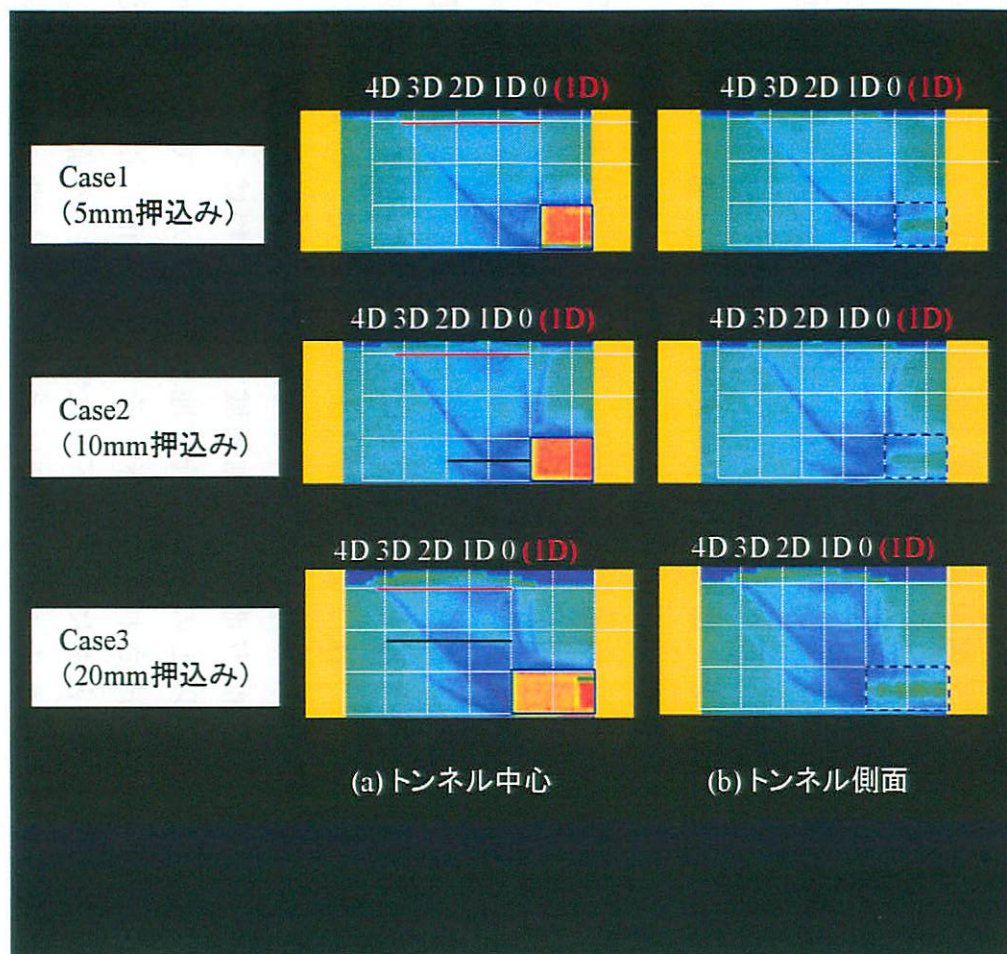 4D 3D 2D 1D 0 (1D)
4D 3D 2D 1D 0 (1D)
Case1
（5mm押込み）
4D 3D 2D 1D 0 (1D)
4D 3D 2D 1D 0 (1D)
Case2
（10mm押込み）
4D 3D 2D 1D 0 (1D)
4D 3D 2D 1D 0 (1D)
Case3
（20mm押込み）
(a) トンネル中心
(b) トンネル側面